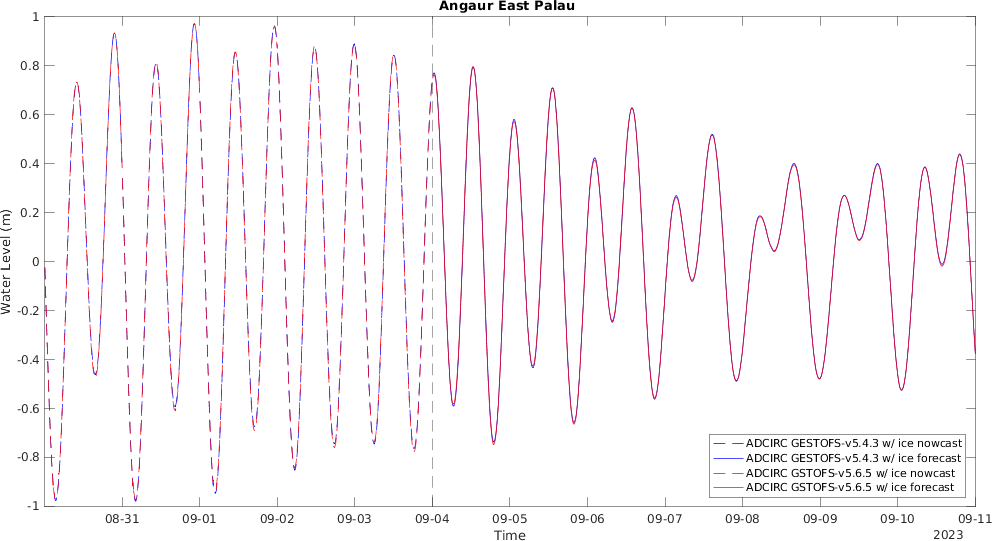 Angaur East Palau
Water Level (m)
1
0.8
0.6
0.4
0.2
0
-0.2
-0.4
-0.6
-0.8
-1
ADCIRC GESTOFS-v5.4.3 w/ ice nowcast
ADCIRC GESTOFS-v5.4.3 w/ ice forecast
ADCIRC GSTOFS-v5.6.5 w/ ice nowcast
ADCIRC GSTOFS-v5.6.5 w/ ice forecast
08-31 09-01 09-02 09-03 09-04 09-05 09-06 09-07 09-08 09-09 09-10 09-11
Time
2023